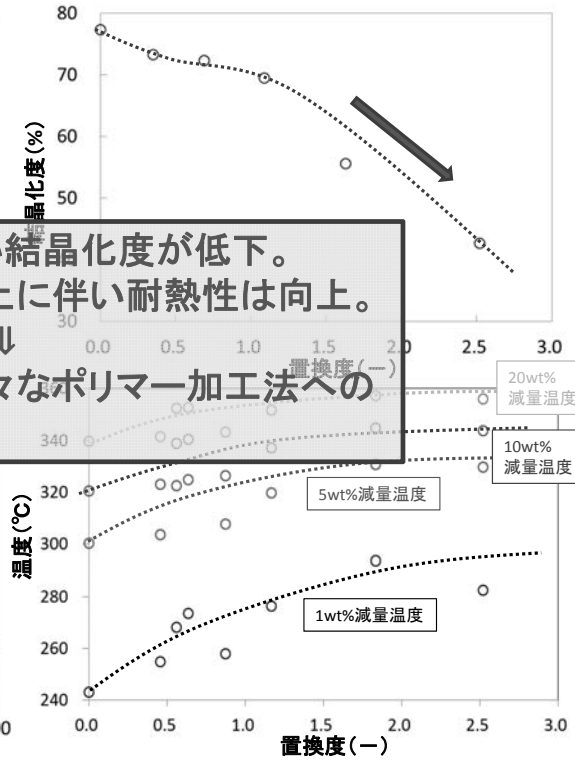 80
70
60
50
30
結晶化度(%)
0.0 0.5 1.0 1.5 2.0 2.5 3.0
置換度(ー)
結晶化度が低下。
上に伴い耐熱性は向上。
々なポリマー加工法への
20wt%
減量温度
10wt%
減量温度
5wt%減量温度
1wt%減量温度
340
320
300
280
260
240
温度(℃)
0.0 0.5 1.0 1.5 2.0 2.5 3.0
置換度(ー)